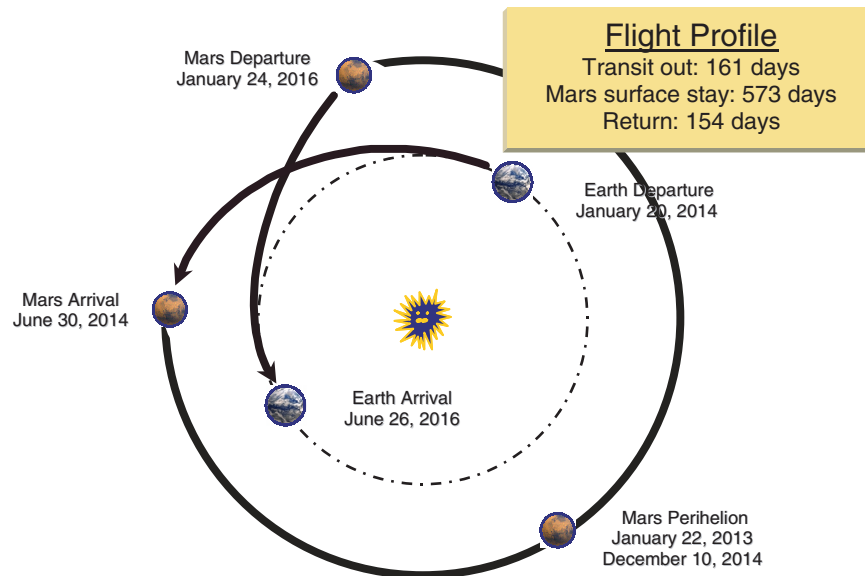 Flight Profile
Transit out: 161 days
Mars surface stay: 573 days
Return: 154 days
Mars Departure
January 24, 2016
Earth Departure
January 20, 2014
Mars Arrival
June 30, 2014
Earth Arrival
June 26, 2016
Mars Perihelion
January 22, 2013
December 10, 2014